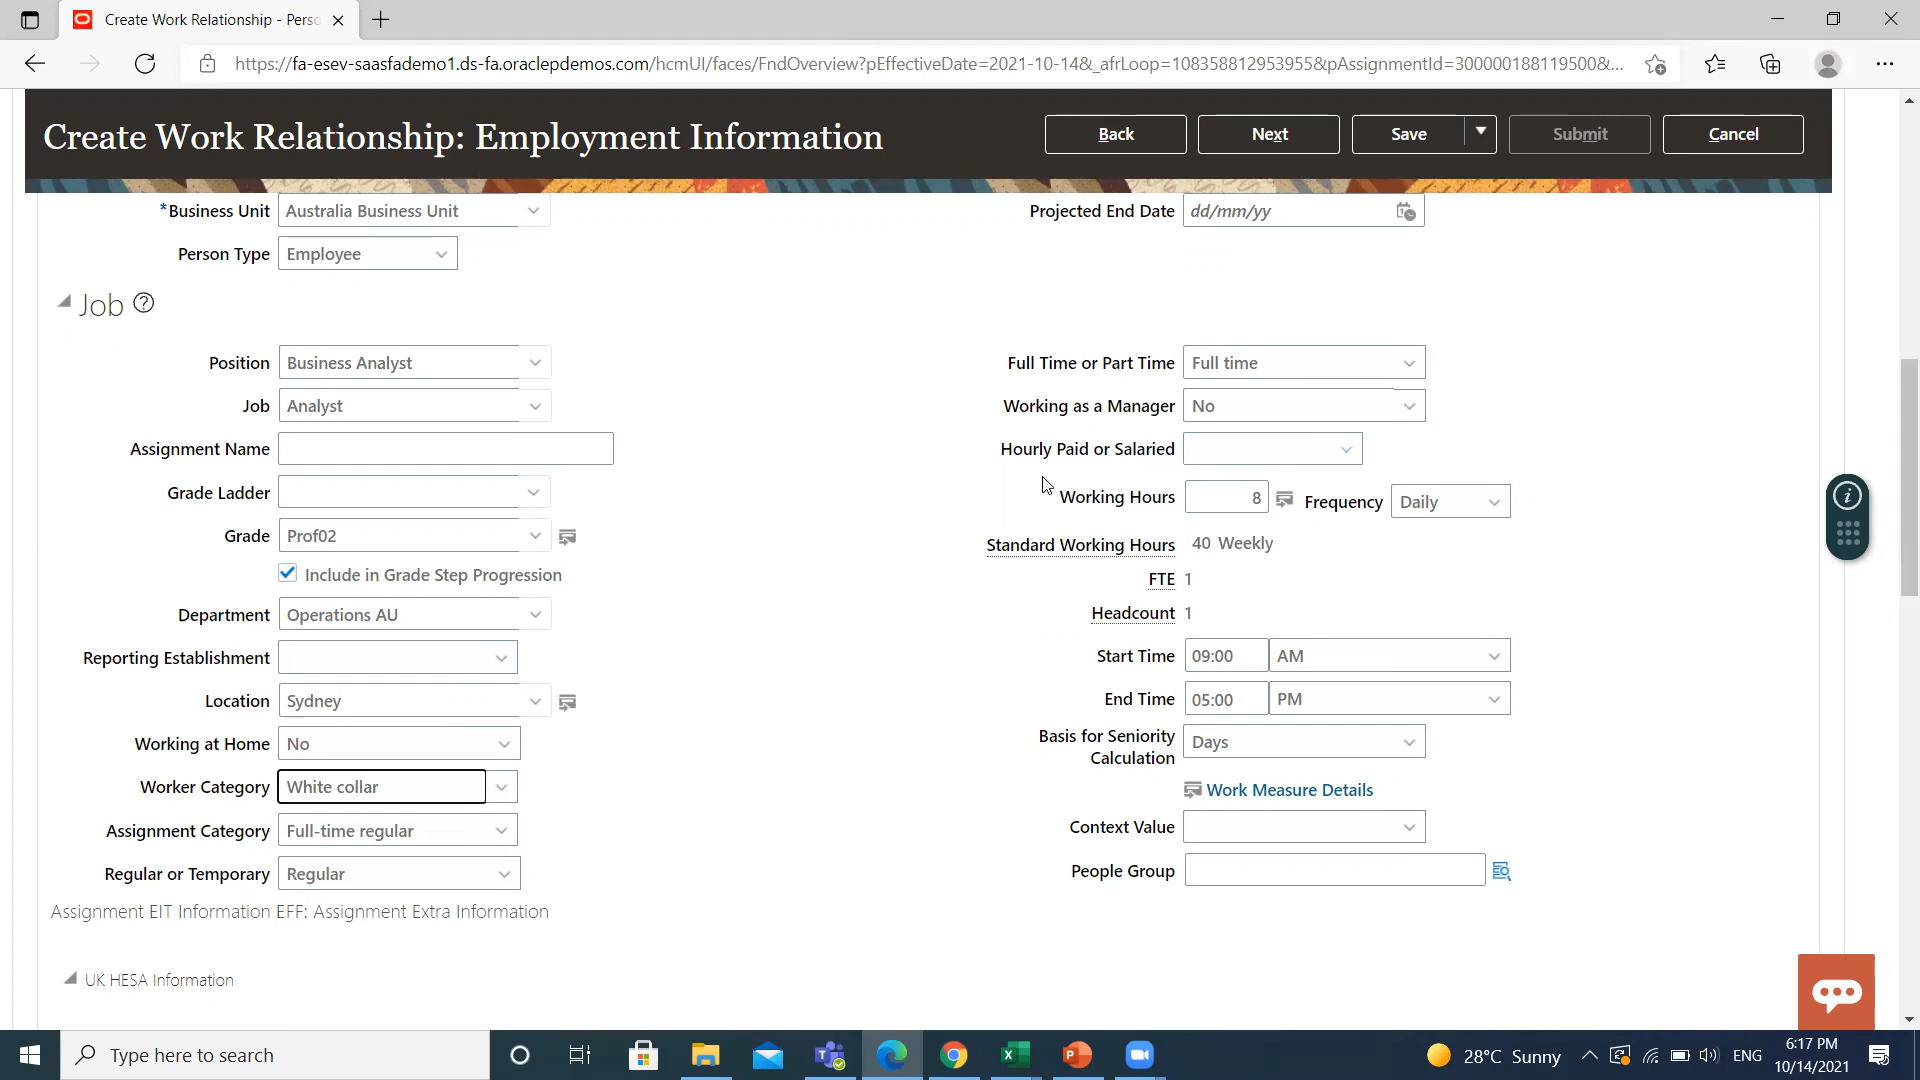 Create Work Relationship - Perso
https://fa-esev-saasfademo1.ds-fa.oraclepdemos.com/hcmUI/faces/FndOverview?pEffectiveDate=2021-10-14&_afrLoop=108358812953955&pAssignmentId=300000188119500&...
Create Work Relationship: Employment Information
Back Next Save Submit Cancel
*Business Unit Australia Business Unit
Person Type Employee
Projected End Date dd/mm/yy
Job
Position Business Analyst
Job Analyst
Assignment Name
Grade Ladder
Grade Prof02
Include in Grade Step Progression
Department Operations AU
Reporting Establishment
Location Sydney
Working at Home No
Worker Category White collar
Assignment Category Full-time regular
Regular or Temporary Regular
Full Time or Part Time Full time
Working as a Manager No
Hourly Paid or Salaried
Working Hours 8 Frequency Daily
Standard Working Hours 40 Weekly
FTE 1
Headcount 1
Start Time 09:00 AM
End Time 05:00 PM
Basis for Seniority
Calculation Days
Work Measure Details
Context Value
People Group
Assignment EIT Information EFF: Assignment Extra Information
UK HESA Information
Type here to search
28°C Sunny
ENG
6:17 PM
10/14/2021